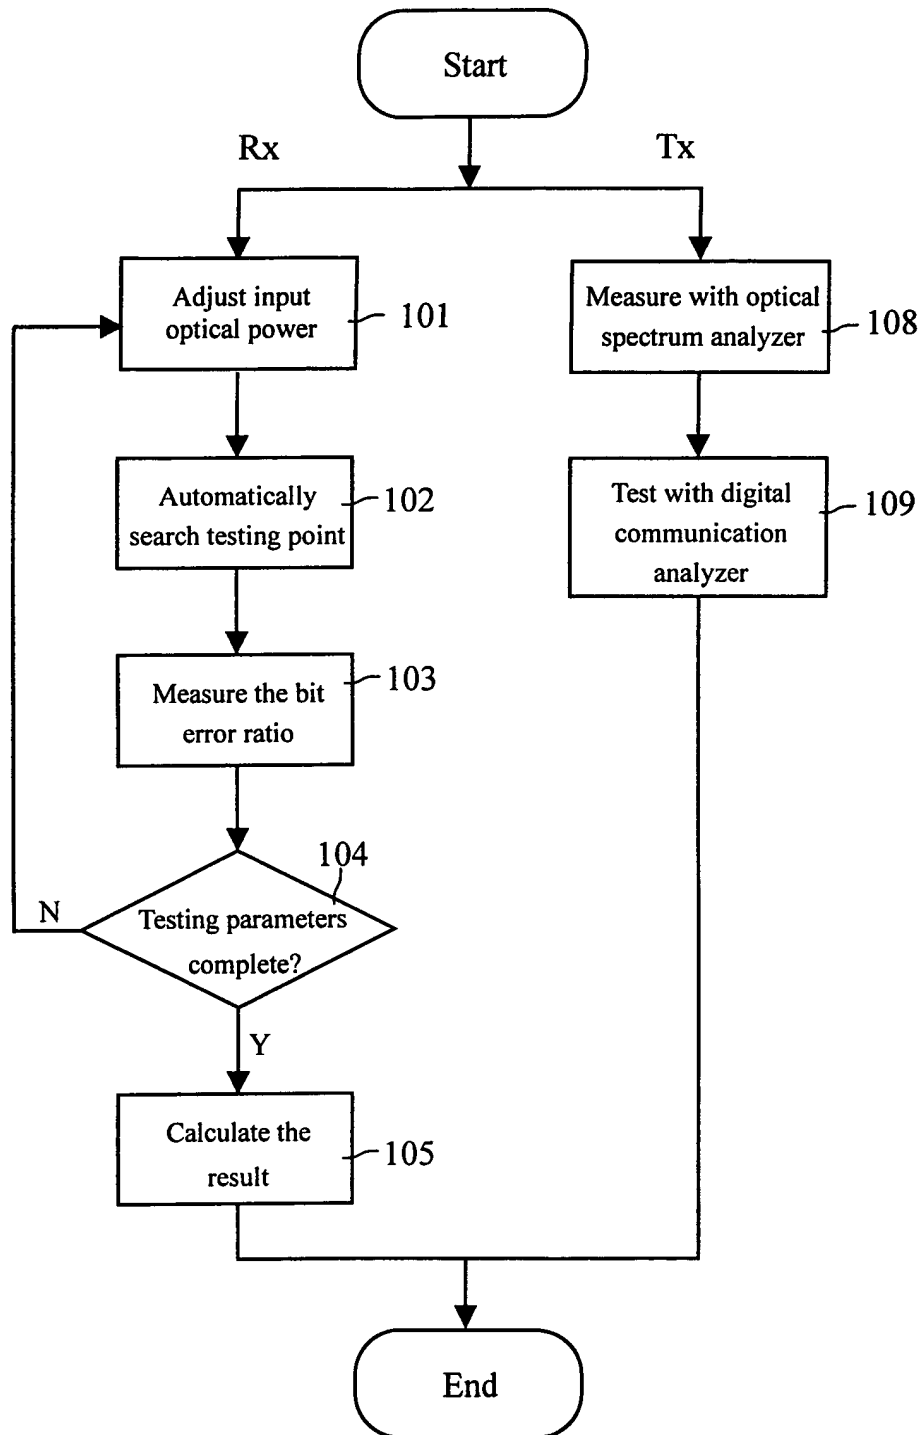 Start
Rx
Tx
Adjust input
optical power
101
Measure with optical
spectrum analyzer
108
Automatically
search testing point
102
Test with digital
communication
analyzer
109
Measure the bit
error ratio
103
104
Testing parameters
complete?
N
Y
Calculate the
result
105
End